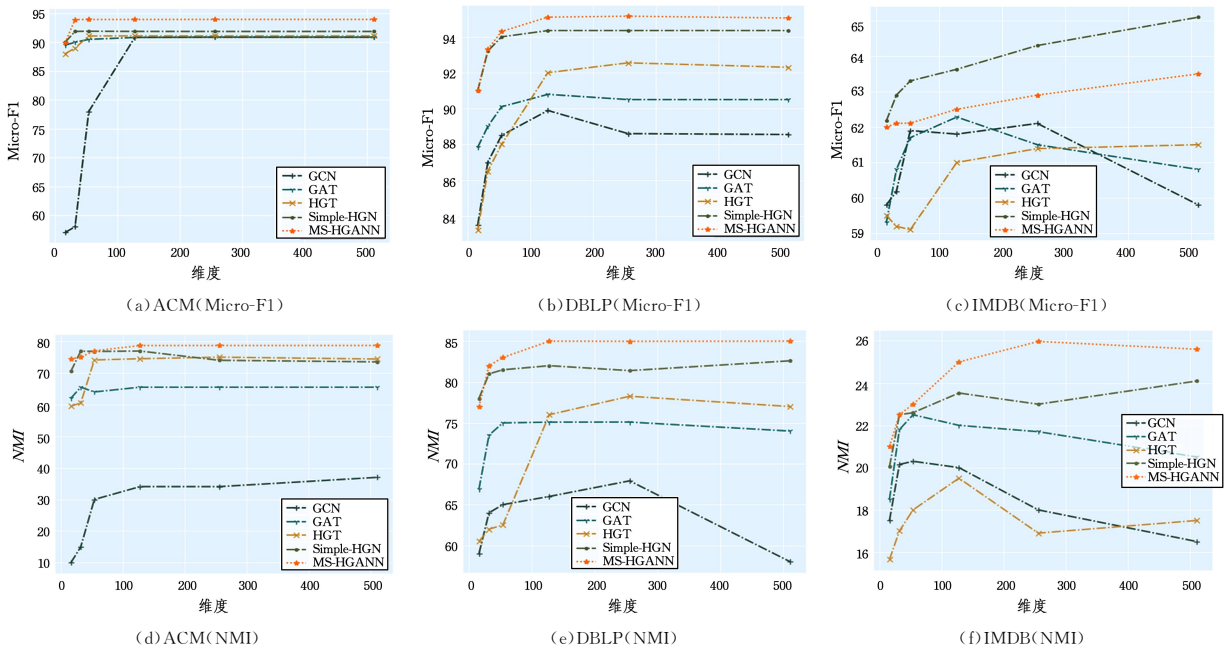 95
90
85
80
75
70
65
60
Micro-F1
0
100
200
300
400
500
维度
GCN
GAT
HGT
Simple-HGN
MS-HGANN
(a)ACM(Micro-F1)
94
92
90
88
86
84
Micro-F1
0
100
200
300
400
500
维度
GCN
GAT
HGT
Simple-HGN
MS-HGANN
(b)DBLP(Micro-F1)
65
64
63
62
61
60
59
Micro-F1
0
100
200
300
400
500
维度
GCN
GAT
HGT
Simple-HGN
MS-HGANN
(c)IMDB(Micro-F1)
80
70
60
50
40
30
20
10
NMI
0
100
200
300
400
500
维度
GCN
GAT
HGT
Simple-HGN
MS-HGANN
(d)ACM(NMI)
85
80
75
70
65
60
NMI
0
100
200
300
400
500
维度
GCN
GAT
HGT
Simple-HGN
MS-HGANN
(e)DBLP(NMI)
26
24
22
20
18
16
NMI
0
100
200
300
400
500
维度
GCN
GAT
HGT
Simple-HGN
MS-HGANN
(f)IMDB(NMI)